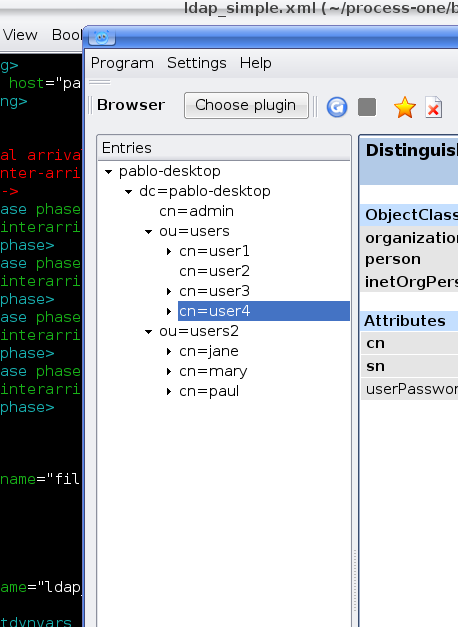 ldap_simple.xml (~/process-one/b
View Bool
Program Settings Help
Browser Choose plugin
Entries
pablo-desktop
dc=pablo-desktop
cn=admin
ou=users
cn=user1
cn=user2
cn=user3
cn=user4
ou=users2
cn=jane
cn=mary
cn=paul
Distinguish
ObjectClass
organization
person
inetOrgPers
Attributes
cn
sn
userPasswor
g>
host="pa
ng>
al arriva
nter-arri
->
ase phase
interarri
phase>
ase phase
interarri
phase>
ase phase
interarri
phase>
ase phase
interarri
phase>
name="fil
ame="ldap_
tdynvars